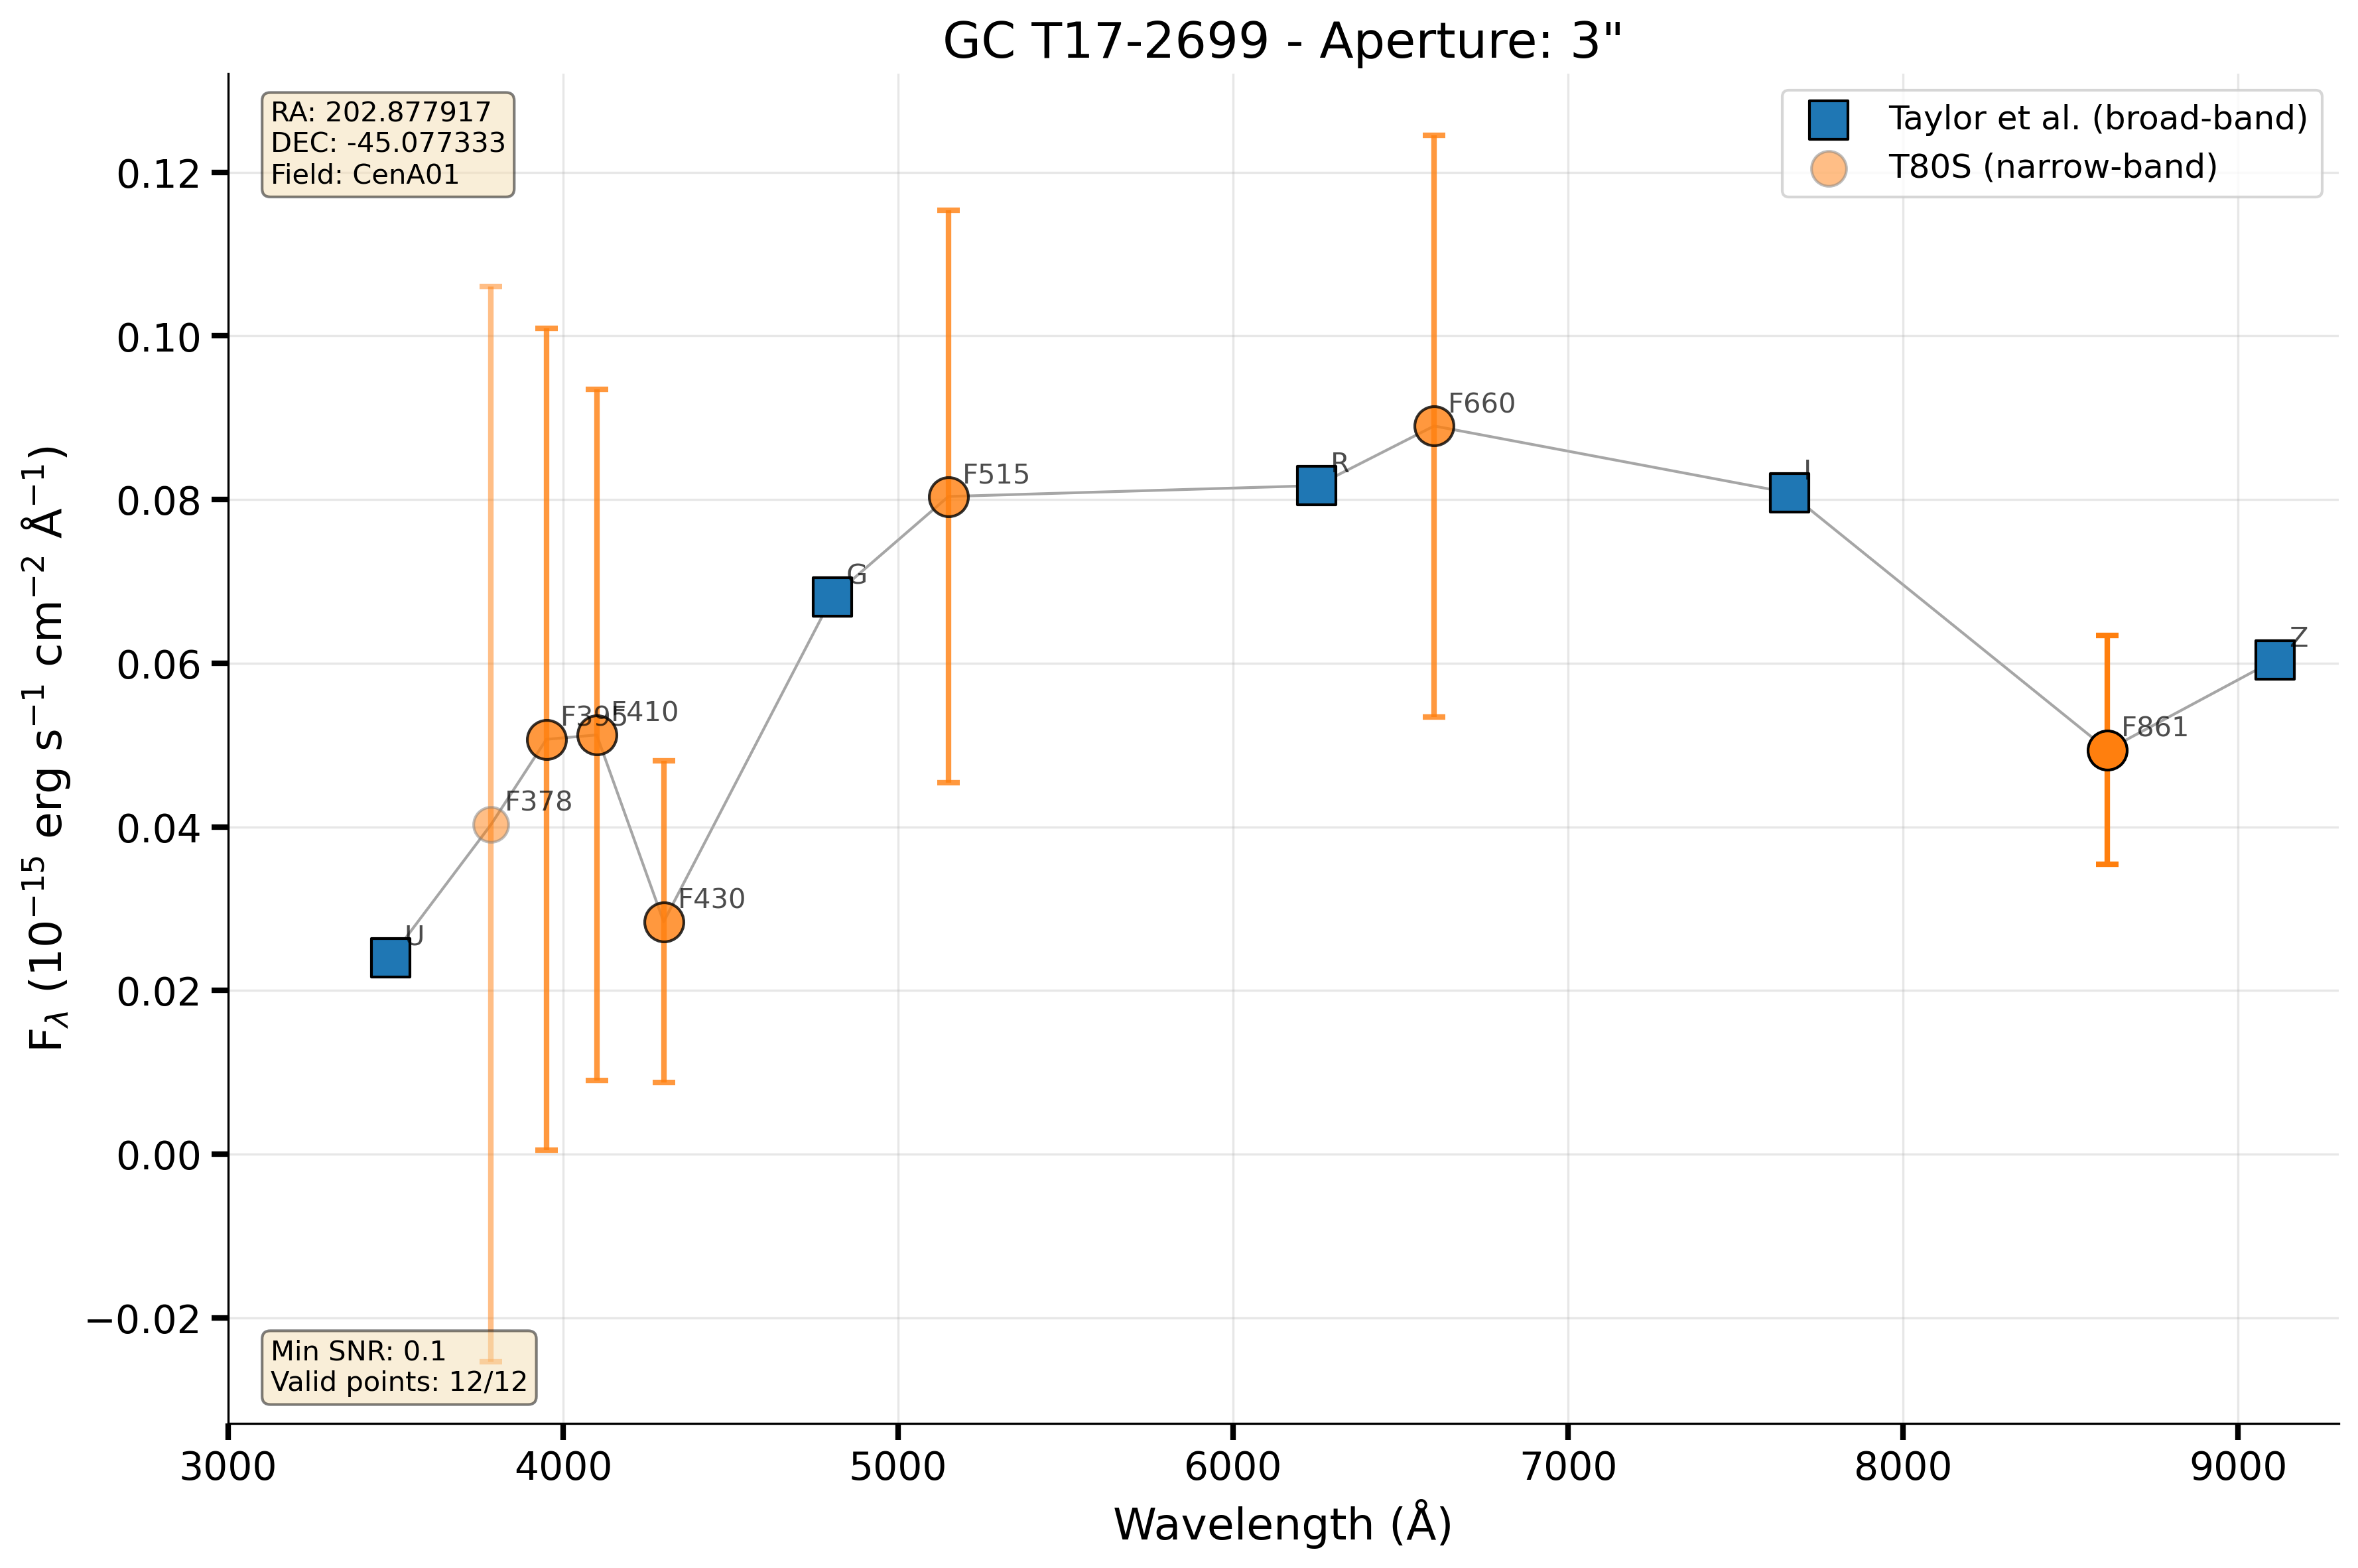 GC T17-2699 - Aperture: 3"
RA: 202.877917
DEC: -45.077333
Field: CenA01
Taylor et al. (broad-band)
T80S (narrow-band)
0.12
0.10
0.08
0.06
0.04
0.02
0.00
−0.02
F_λ (10⁻¹⁵ erg s⁻¹ cm⁻² Å⁻¹)
U
F378
F395
F410
F430
G
F515
R
F660
I
F861
Z
Min SNR: 0.1
Valid points: 12/12
3000 4000 5000 6000 7000 8000 9000
Wavelength (Å)